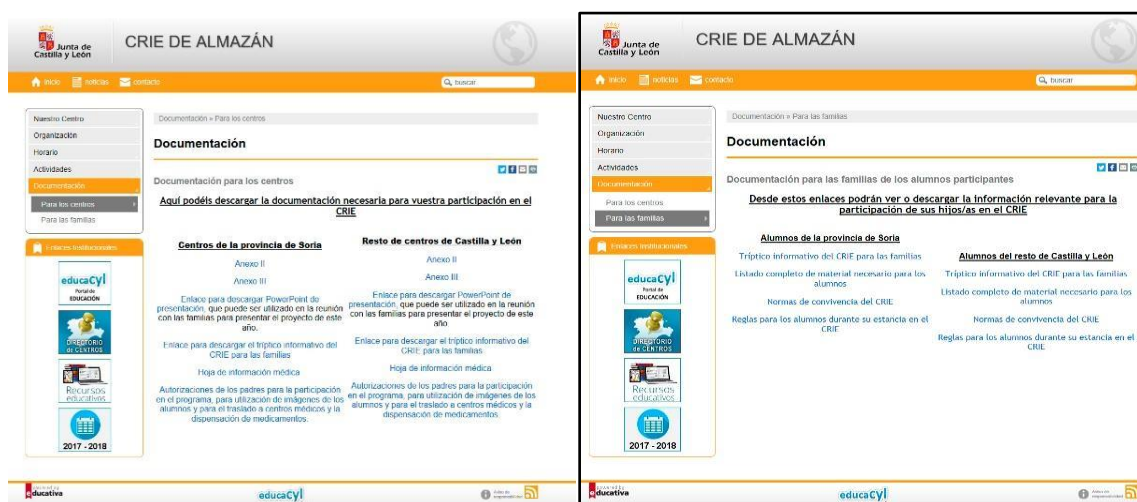 Junta de
Castilla y León
CRIE DE ALMAZÁN
inicio noticias contacto
buscar
Nuestro Centro
Organización
Horario
Actividades
Documentación
Para los centros
Para las familias
Enlaces Institucionales
educacyl
Portal de
EDUCACIÓN
DIRECTORIO
de CENTROS
Recursos
educativos
2017 - 2018
Documentación » Para los centros
Documentación
Documentación para los centros
Aquí podéis descargar la documentación necesaria para vuestra participación en el
CRIE
Centros de la provincia de Soria
Anexo II
Anexo III
Enlace para descargar PowerPoint de
presentación, que puede ser utilizado en la reunión
con las familias para presentar el proyecto de este
año.
Enlace para descargar el tríptico informativo del
CRIE para las familias
Hoja de información médica
Autorizaciones de los padres para la participación
en el programa, para utilización de imágenes de los
alumnos y para el traslado a centros médicos y la
dispensación de medicamentos.
Resto de centros de Castilla y León
Anexo II
Anexo III
Enlace para descargar PowerPoint de
presentación, que puede ser utilizado en la reunión
con las familias para presentar el proyecto de este
año.
Enlace para descargar el tríptico informativo del
CRIE para las familias
Hoja de información médica
Autorizaciones de los padres para la participación
en el programa, para utilización de imágenes de los
alumnos y para el traslado a centros médicos y la
dispensación de medicamentos.
powered by
educativa
educacyl
Junta de
Castilla y León
CRIE DE ALMAZÁN
inicio noticias contacto
buscar
Nuestro Centro
Organización
Horario
Actividades
Documentación
Para los centros
Para las familias
Enlaces Institucionales
educacyl
Portal de
EDUCACIÓN
DIRECTORIO
de CENTROS
Recursos
educativos
2017 - 2018
Documentación » Para las familias
Documentación
Documentación para las familias de los alumnos participantes
Desde estos enlaces podrán ver o descargar la información relevante para la
participación de sus hijos/as en el CRIE
Alumnos de la provincia de Soria
Tríptico informativo del CRIE para las familias
Listado completo de material necesario para los
alumnos
Normas de convivencia del CRIE
Reglas para los alumnos durante su estancia en el
CRIE
Alumnos del resto de Castilla y León
Tríptico informativo del CRIE para las familias
Listado completo de material necesario para los
alumnos
Normas de convivencia del CRIE
Reglas para los alumnos durante su estancia en el
CRIE
powered by
educativa
educacyl